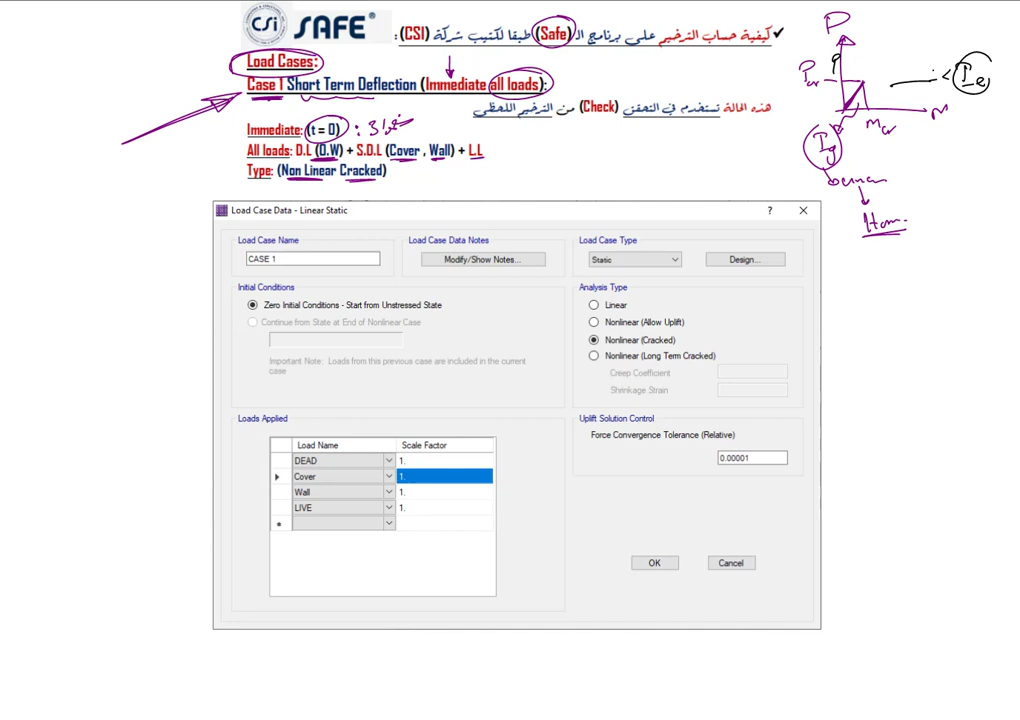 CSi SAFE®
✓ كيفية حساب الترخيم على برنامج الـ (Safe) طبقا لكتيب شركة (CSI) :
Load Cases:
Case 1 Short Term Deflection (Immediate all loads):
هذه الحالة تستخدم في التحقق (Check) من الترخيم اللحظي
Immediate: (t = 0) :
All loads: D.L (O.W) + S.D.L (Cover , Wall) + L.L
Type: (Non Linear Cracked)
P
Pcr
Mcr
M
Ig
Ie
Load Case Data - Linear Static
? ×
Load Case Name
CASE 1
Load Case Data Notes
Modify/Show Notes...
Load Case Type
Static
Design...
Initial Conditions
Zero Initial Conditions - Start from Unstressed State
Continue from State at End of Nonlinear Case
Important Note: Loads from this previous case are included in the current
case
Analysis Type
Linear
Nonlinear (Allow Uplift)
Nonlinear (Cracked)
Nonlinear (Long Term Cracked)
Creep Coefficient
Shrinkage Strain
Loads Applied
Load Name Scale Factor
DEAD 1.
Cover 1.
Wall 1.
LIVE 1.
Uplift Solution Control
Force Convergence Tolerance (Relative)
0.00001
OK
Cancel